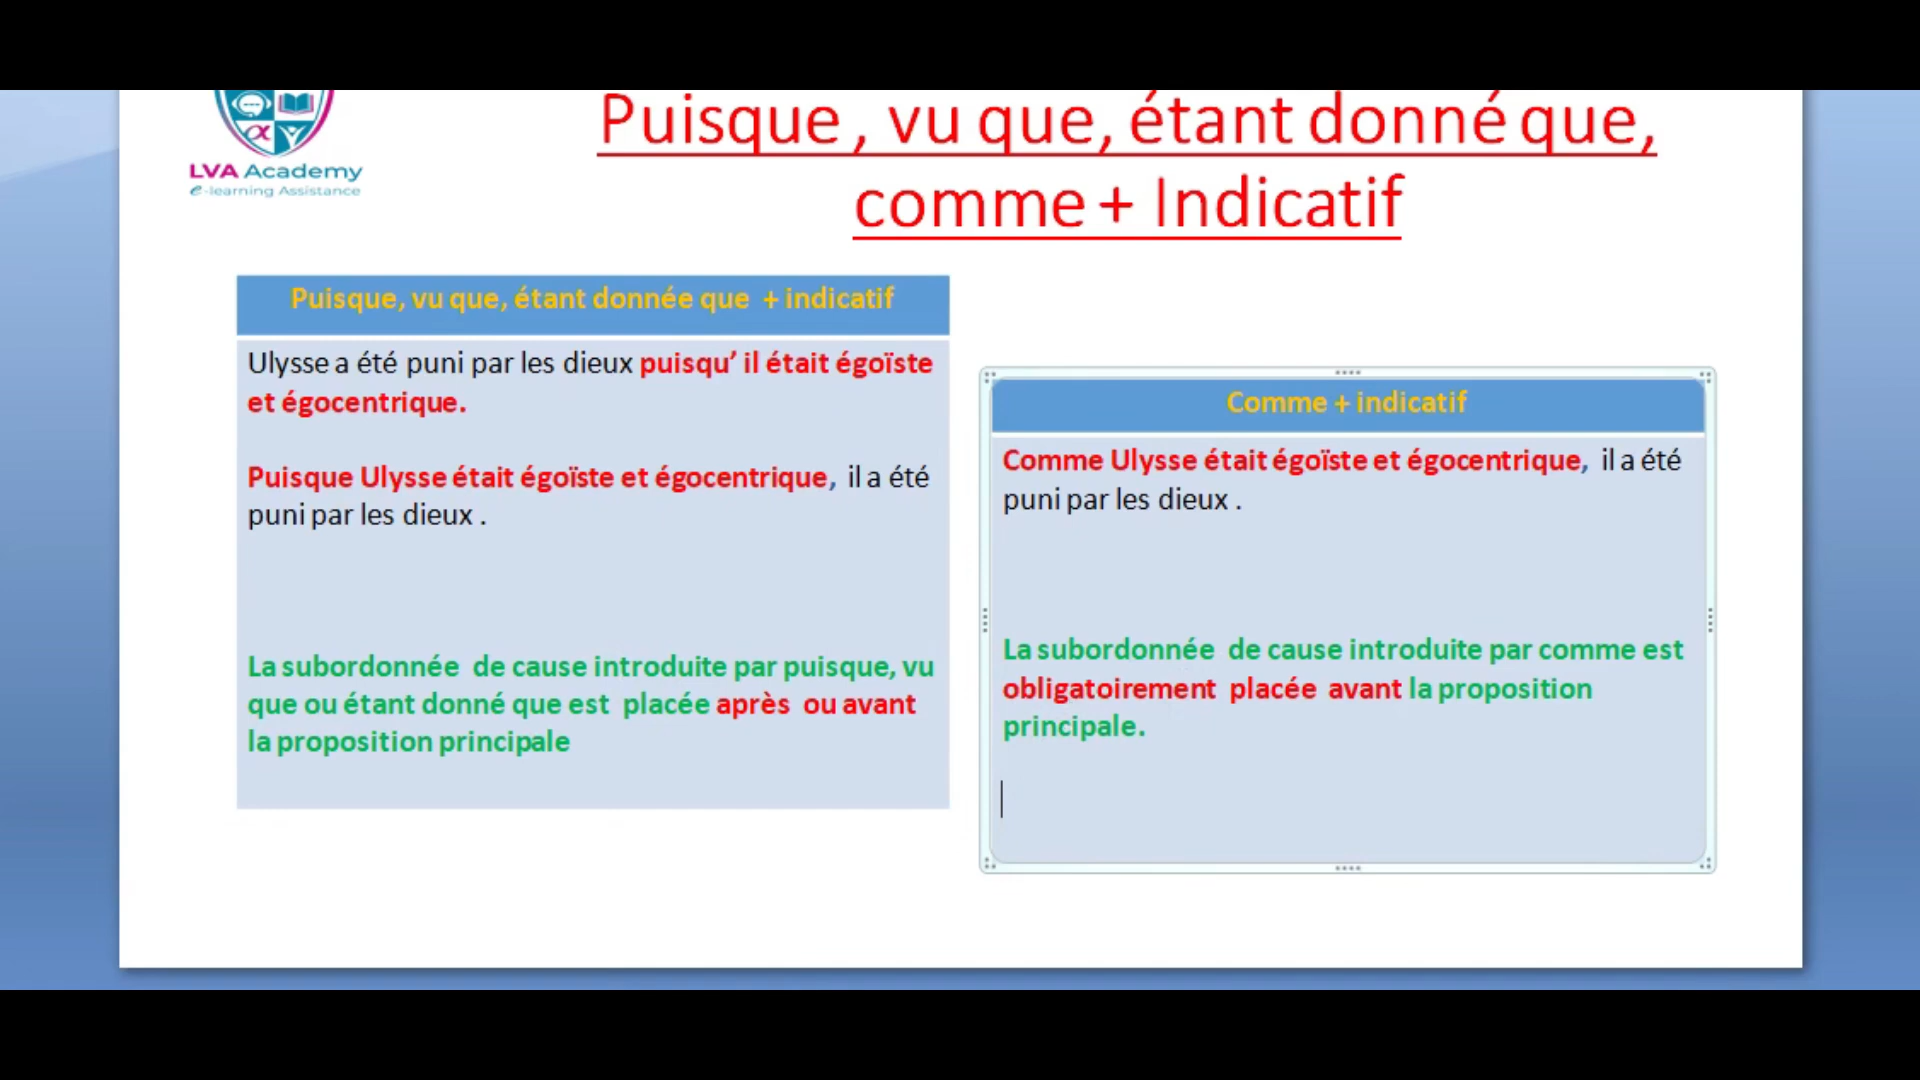 LVA Academy
e-learning Assistance
Puisque , vu que, étant donné que,
comme + Indicatif
Puisque, vu que, étant donnée que + indicatif
Ulysse a été puni par les dieux puisqu’ il était égoïste
et égocentrique.
Puisque Ulysse était égoïste et égocentrique, il a été
puni par les dieux .
La subordonnée de cause introduite par puisque, vu
que ou étant donné que est placée après ou avant
la proposition principale
Comme + indicatif
Comme Ulysse était égoïste et égocentrique, il a été
puni par les dieux .
La subordonnée de cause introduite par comme est
obligatoirement placée avant la proposition
principale.